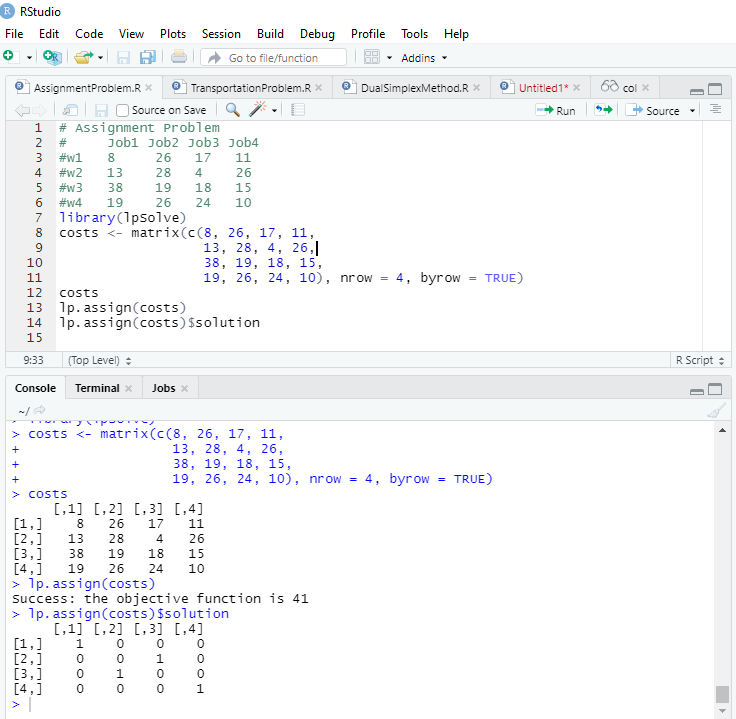 RStudio
File Edit Code View Plots Session Build Debug Profile Tools Help
Go to file/function Addins
AssignmentProblem.R TransportationProblem.R DualSimplexMethod.R Untitled1* col
Source on Save Run Source
1 # Assignment Problem
2 #     Job1 Job2 Job3 Job4
3 #w1   8     26   17   11
4 #w2   13    28   4    26
5 #w3   38    19   18   15
6 #w4   19    26   24   10
7 library(lpSolve)
8 costs <- matrix(c(8, 26, 17, 11,
9                   13, 28, 4, 26,
10                  38, 19, 18, 15,
11                  19, 26, 24, 10), nrow = 4, byrow = TRUE)
12 costs
13 lp.assign(costs)
14 lp.assign(costs)$solution
15
9:33 (Top Level) R Script
Console Terminal Jobs
~/
> library(lpSolve)
> costs <- matrix(c(8, 26, 17, 11,
+                   13, 28, 4, 26,
+                   38, 19, 18, 15,
+                   19, 26, 24, 10), nrow = 4, byrow = TRUE)
> costs
     [,1] [,2] [,3] [,4]
[1,]    8   26   17   11
[2,]   13   28    4   26
[3,]   38   19   18   15
[4,]   19   26   24   10
> lp.assign(costs)
Success: the objective function is 41
> lp.assign(costs)$solution
     [,1] [,2] [,3] [,4]
[1,]    1    0    0    0
[2,]    0    0    1    0
[3,]    0    1    0    0
[4,]    0    0    0    1
>